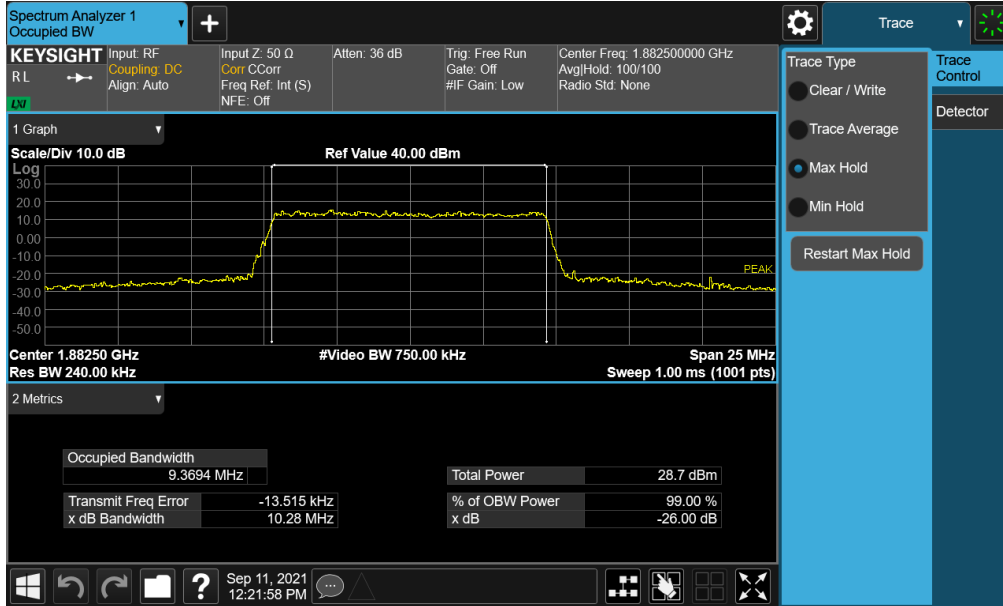 Spectrum Analyzer 1
Occupied BW
Trace
KEYSIGHT
RL
LXI
Input: RF
Coupling: DC
Align: Auto
Input Z: 50 Ω
Corr CCorr
Freq Ref: Int (S)
NFE: Off
Atten: 36 dB
Trig: Free Run
Gate: Off
#IF Gain: Low
Center Freq: 1.882500000 GHz
Avg|Hold: 100/100
Radio Std: None
Trace Type
Clear / Write
Trace Average
Max Hold
Min Hold
Restart Max Hold
Trace
Control
Detector
1 Graph
Scale/Div 10.0 dB
Ref Value 40.00 dBm
Log
30.0
20.0
10.0
0.00
-10.0
-20.0
-30.0
-40.0
-50.0
PEAK
Center 1.88250 GHz
#Video BW 750.00 kHz
Span 25 MHz
Res BW 240.00 kHz
Sweep 1.00 ms (1001 pts)
2 Metrics
Occupied Bandwidth
9.3694 MHz
Total Power 28.7 dBm
Transmit Freq Error -13.515 kHz
% of OBW Power 99.00 %
x dB Bandwidth 10.28 MHz
x dB -26.00 dB
?
Sep 11, 2021
12:21:58 PM